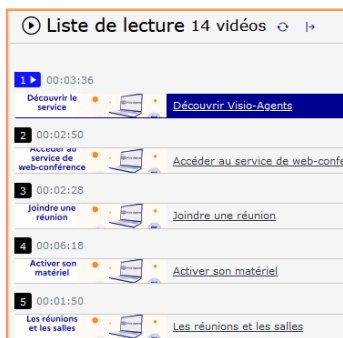 Liste de lecture 14 vidéos
1 00:03:36
Découvrir le
service
Découvrir Visio-Agents
2 00:02:50
Accéder au
service de
web-conférence
Accéder au service de web-confé
3 00:02:28
Joindre une
réunion
Joindre une réunion
4 00:06:18
Activer son
matériel
Activer son matériel
5 00:01:50
Les réunions
et les salles
Les réunions et les salles